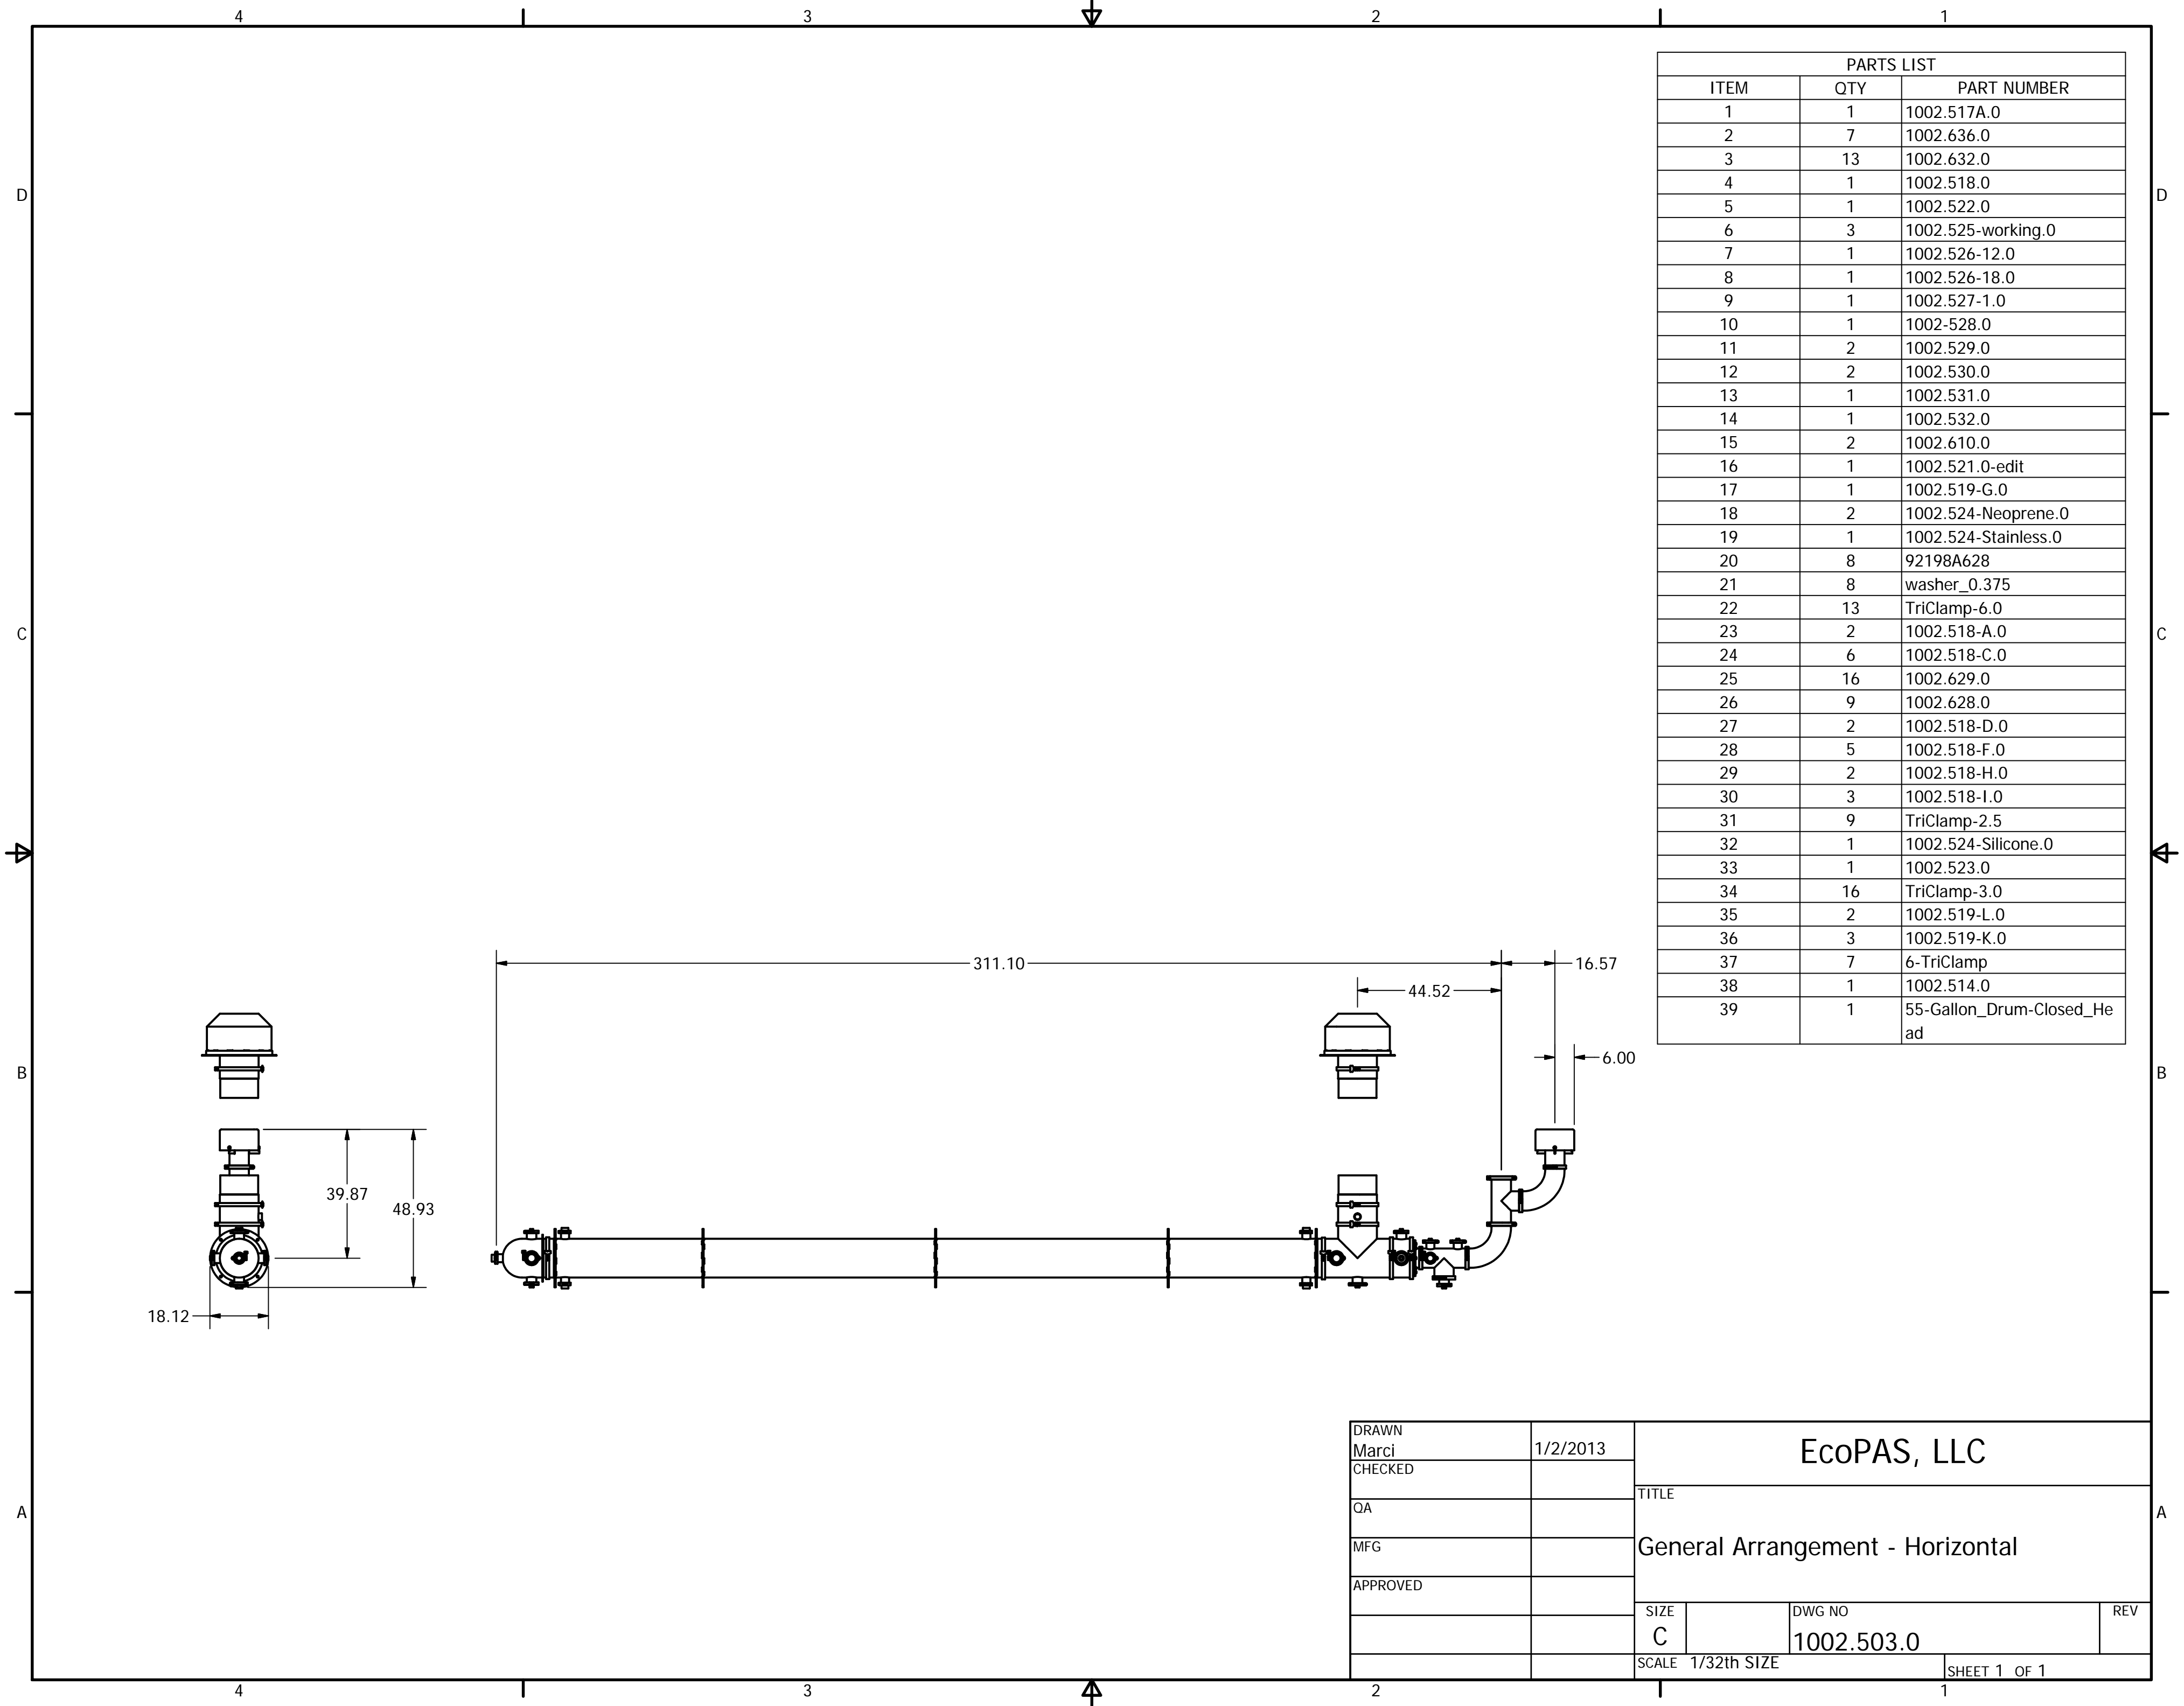 4 3 2 1
PARTS LIST
ITEM QTY PART NUMBER
1 1 1002.517A.0
2 7 1002.636.0
3 13 1002.632.0
4 1 1002.518.0
D D
5 1 1002.522.0
6 3 1002.525-working.0
7 1 1002.526-12.0
8 1 1002.526-18.0
9 1 1002.527-1.0
10 1 1002-528.0
11 2 1002.529.0
12 2 1002.530.0
13 1 1002.531.0
14 1 1002.532.0
15 2 1002.610.0
16 1 1002.521.0-edit
17 1 1002.519-G.0
18 2 1002.524-Neoprene.0
19 1 1002.524-Stainless.0
20 8 92198A628
21 8 washer_0.375
22 13 TriClamp-6.0
23 2 1002.518-A.0
C C
24 6 1002.518-C.0
25 16 1002.629.0
26 9 1002.628.0
27 2 1002.518-D.0
28 5 1002.518-F.0
29 2 1002.518-H.0
30 3 1002.518-I.0
31 9 TriClamp-2.5
32 1 1002.524-Silicone.0
33 1 1002.523.0
34 16 TriClamp-3.0
35 2 1002.519-L.0
36 3 1002.519-K.0
37 7 6-TriClamp
38 1 1002.514.0
39 1 55-Gallon_Drum-Closed_He
ad
311.10 16.57
44.52
6.00
B B
39.87
48.93
18.12
DRAWN
Marci 1/2/2013
EcoPAS, LLC
CHECKED
TITLE
QA
A A
General Arrangement - Horizontal
MFG
APPROVED
SIZE DWG NO REV
C 1002.503.0
SCALE 1/32th SIZE SHEET 1 OF 1
4 3 2 1